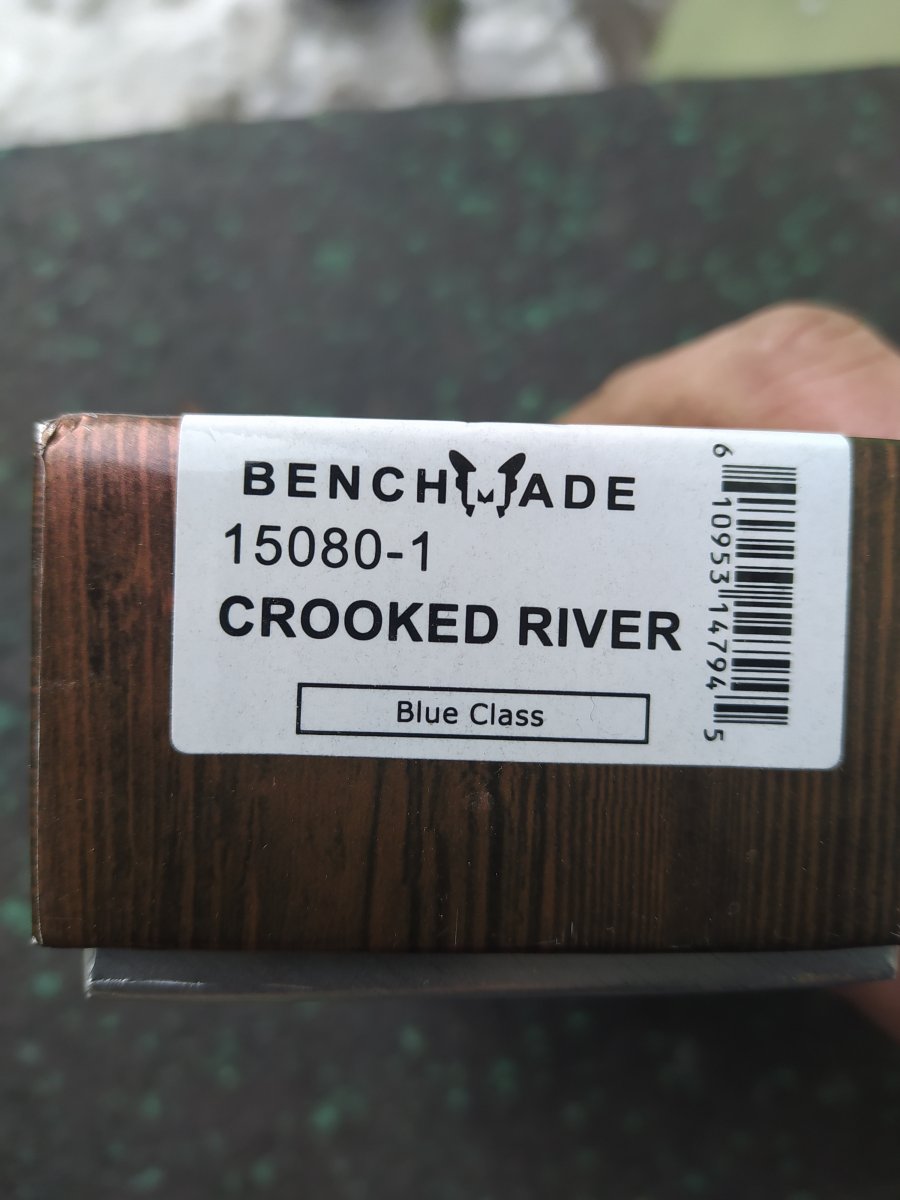 BENCHMADE
15080-1
CROOKED RIVER
Blue Class
6 10953 14794 5